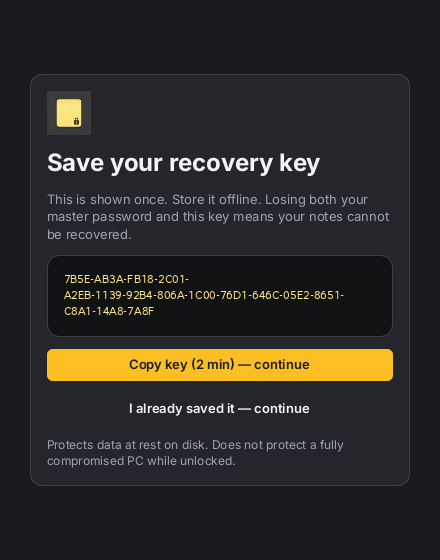 Save your recovery key
This is shown once. Store it offline. Losing both your
master password and this key means your notes cannot
be recovered.
7B5E-AB3A-FB18-2C01-
A2EB-1139-92B4-806A-1C00-76D1-646C-05E2-8651-
C8A1-14A8-7A8F
Copy key (2 min) — continue
I already saved it — continue
Protects data at rest on disk. Does not protect a fully
compromised PC while unlocked.